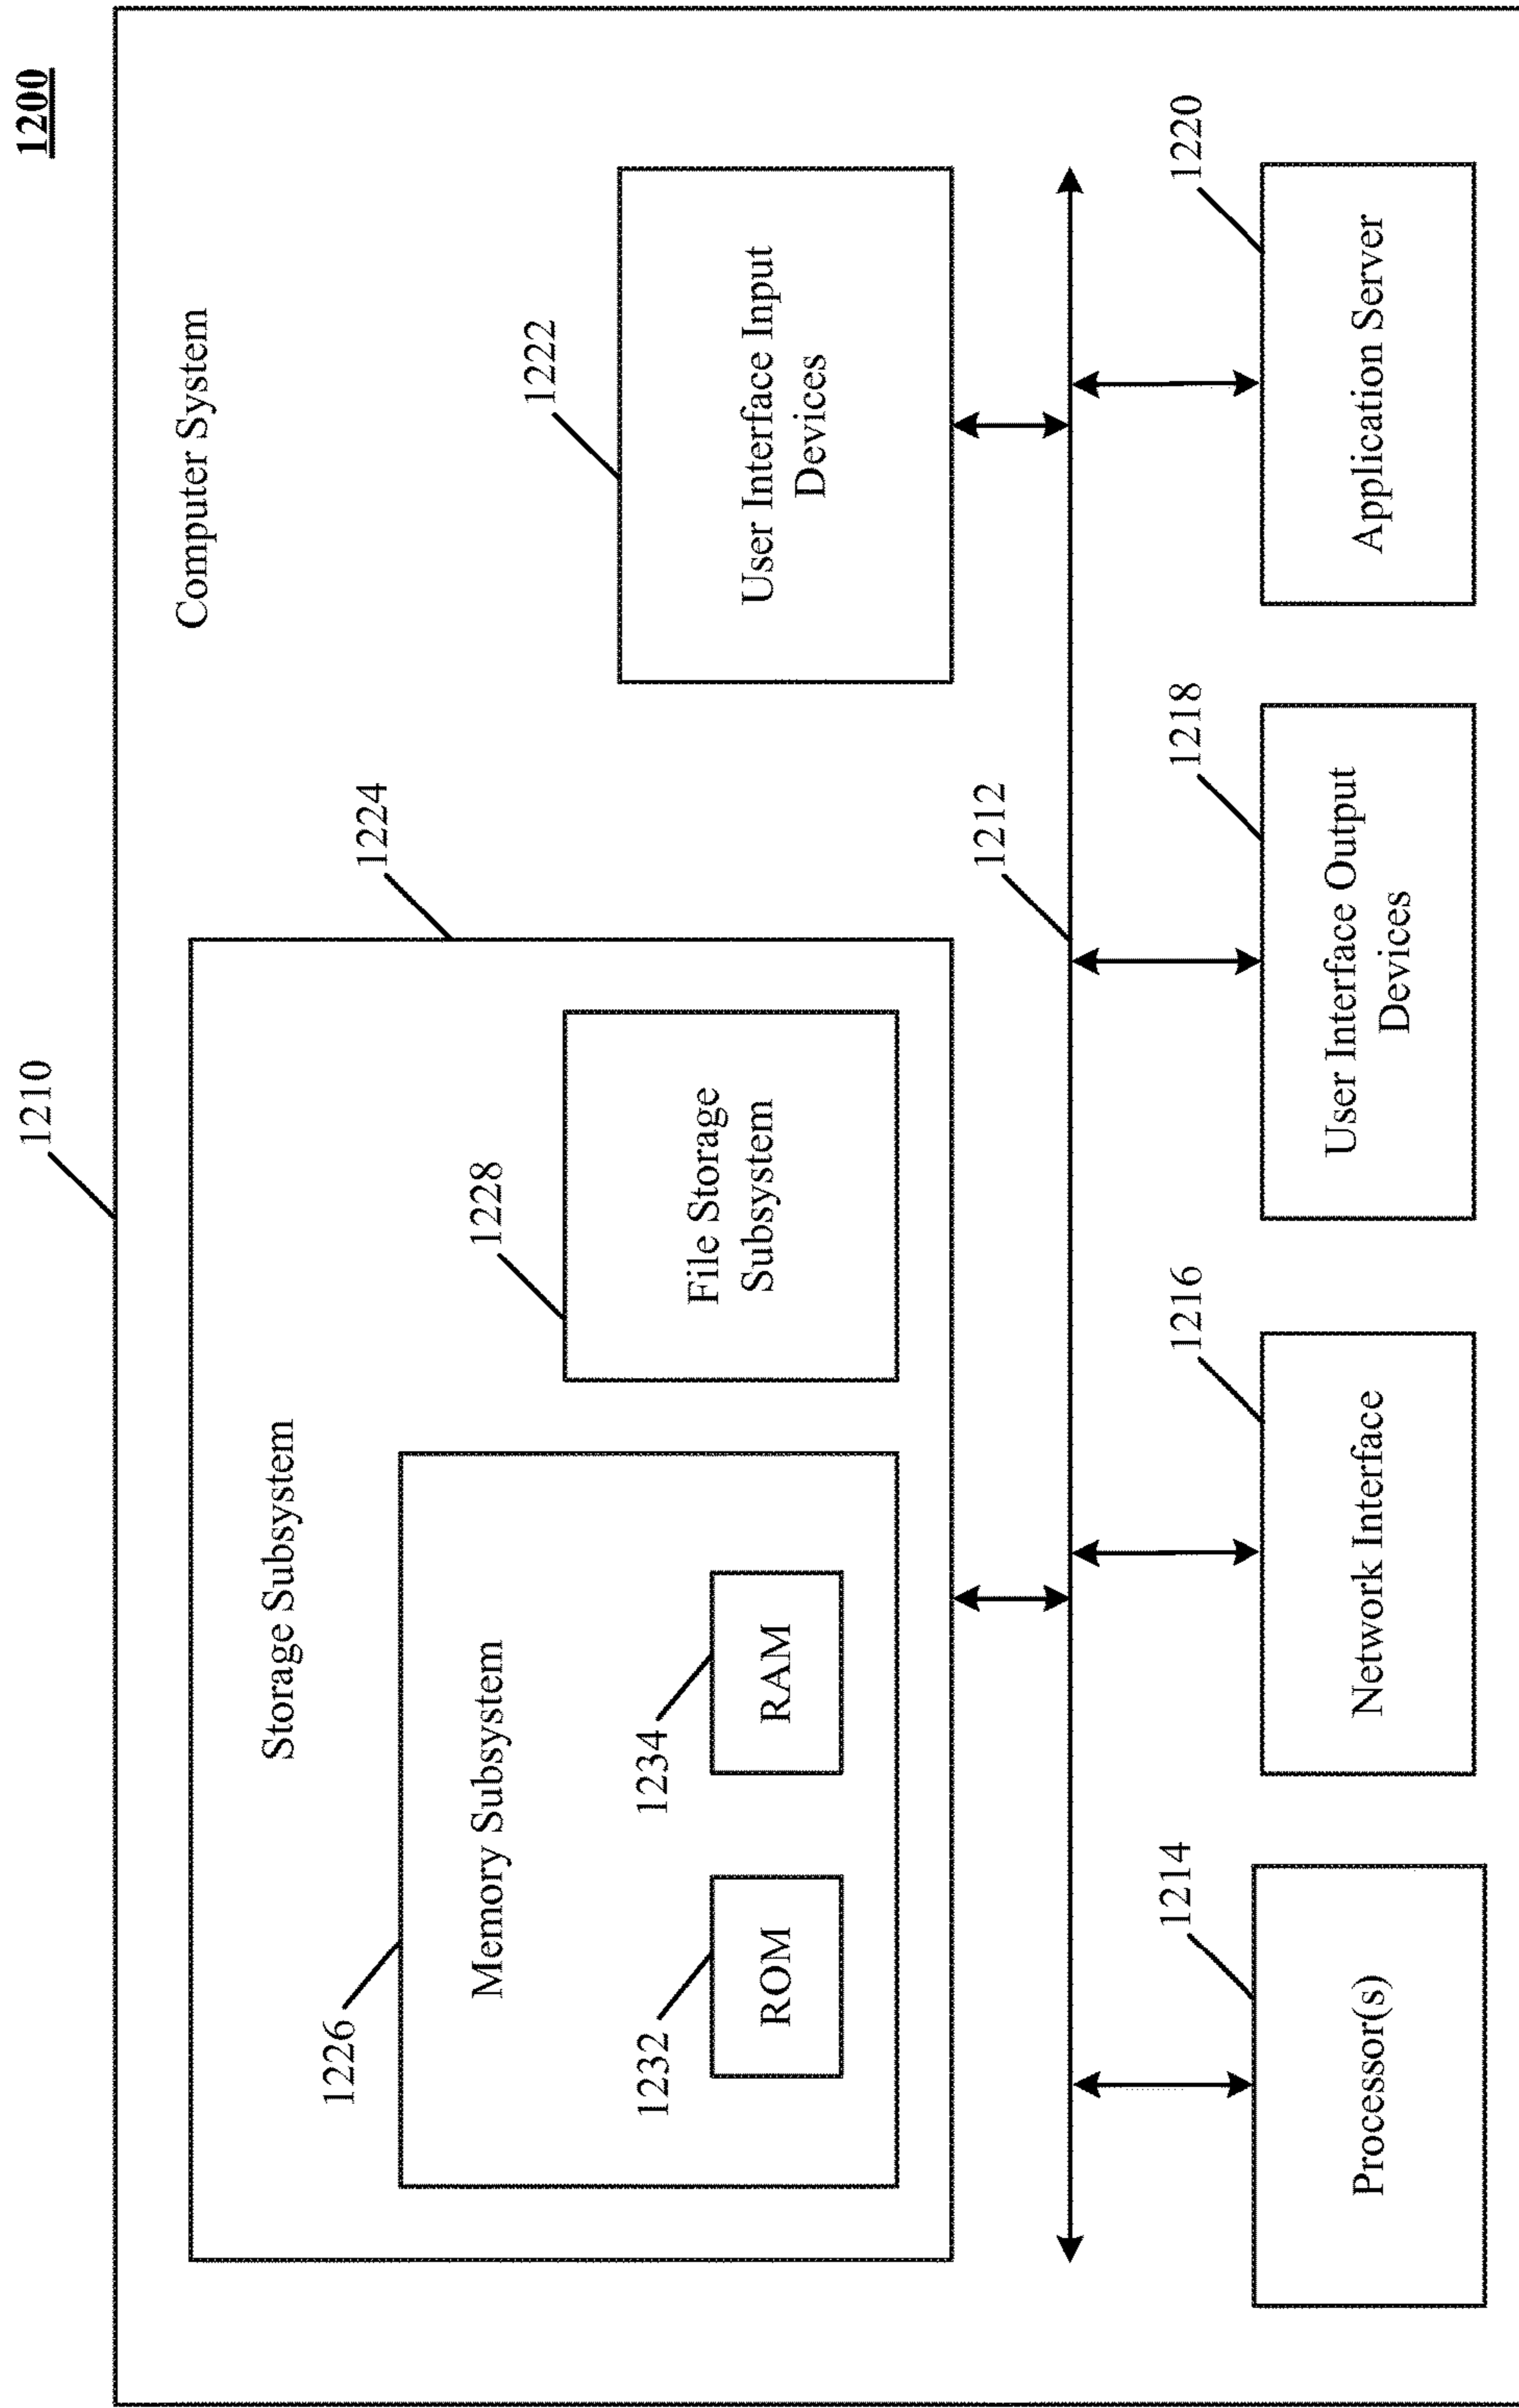 1200
1210
Computer System
Storage Subsystem
1224
1226
Memory Subsystem
1222
1228
1232
ROM
1234
RAM
File Storage
Subsystem
User Interface Input
Devices
1212
1214
1216
1218
1220
Processor(s)
Network Interface
User Interface Output
Devices
Application Server